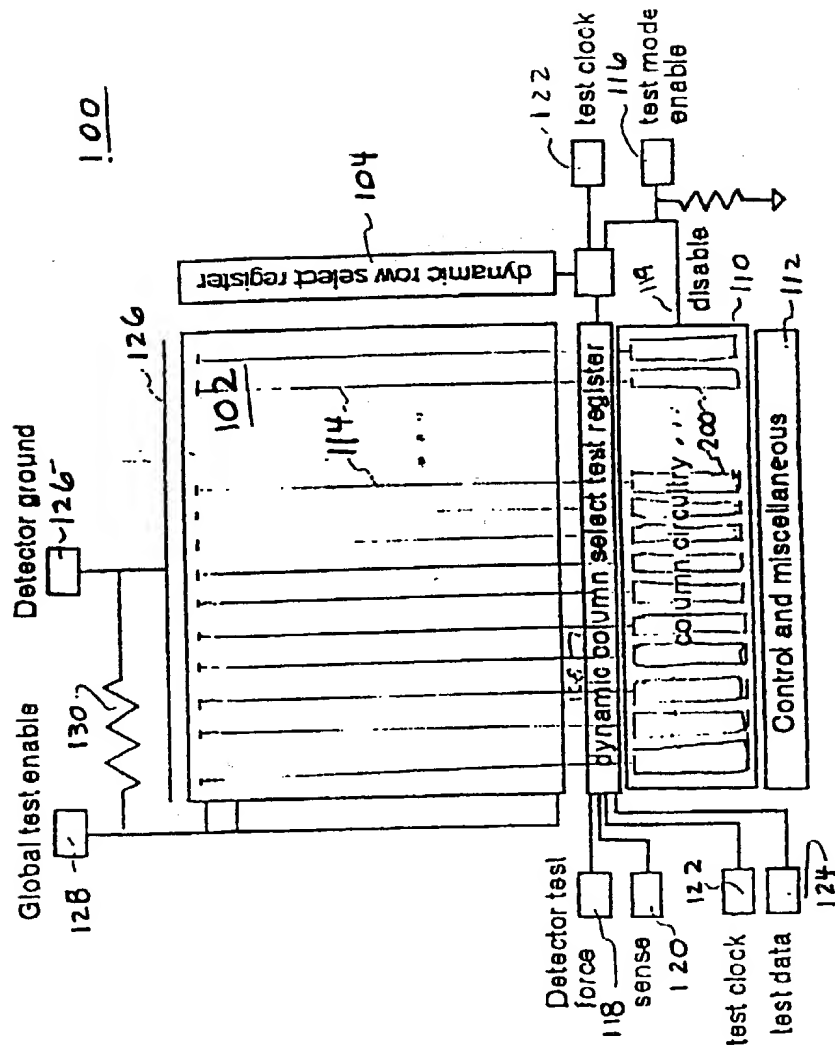 100
Global test enable
128
130
Detector ground
126
126
102
114
dynamic row select register
104
122
test clock
116
test mode
enable
119
disable
110
112
dynamic column select test register
column circuitry
200
Control and miscellaneous
Detector test
force
118
sense
120
122
test clock
124
test data